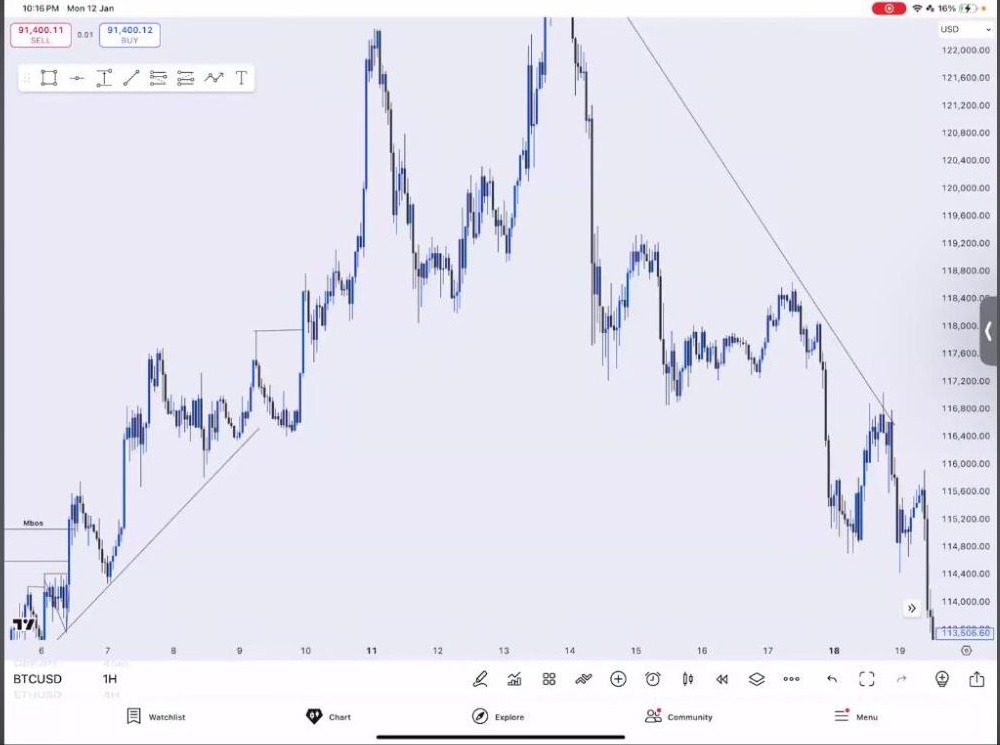 10:16 PM Mon 12 Jan
16%
91,400.11
SELL
0.01
91,400.12
BUY
USD
T
122,000.00
121,600.00
121,200.00
120,800.00
120,400.00
120,000.00
119,600.00
119,200.00
118,800.00
118,400.0
118,000.
117,600.
117,200.00
116,800.00
116,400.00
116,000.00
115,600.00
115,200.00
114,800.00
114,400.00
114,000.00
113,506.60
Mbos
6 7 8 9 10 11 12 13 14 15 16 17 18 19
BTCUSD 1H
ETHUSD 4H
Watchlist
Chart
Explore
Community
Menu